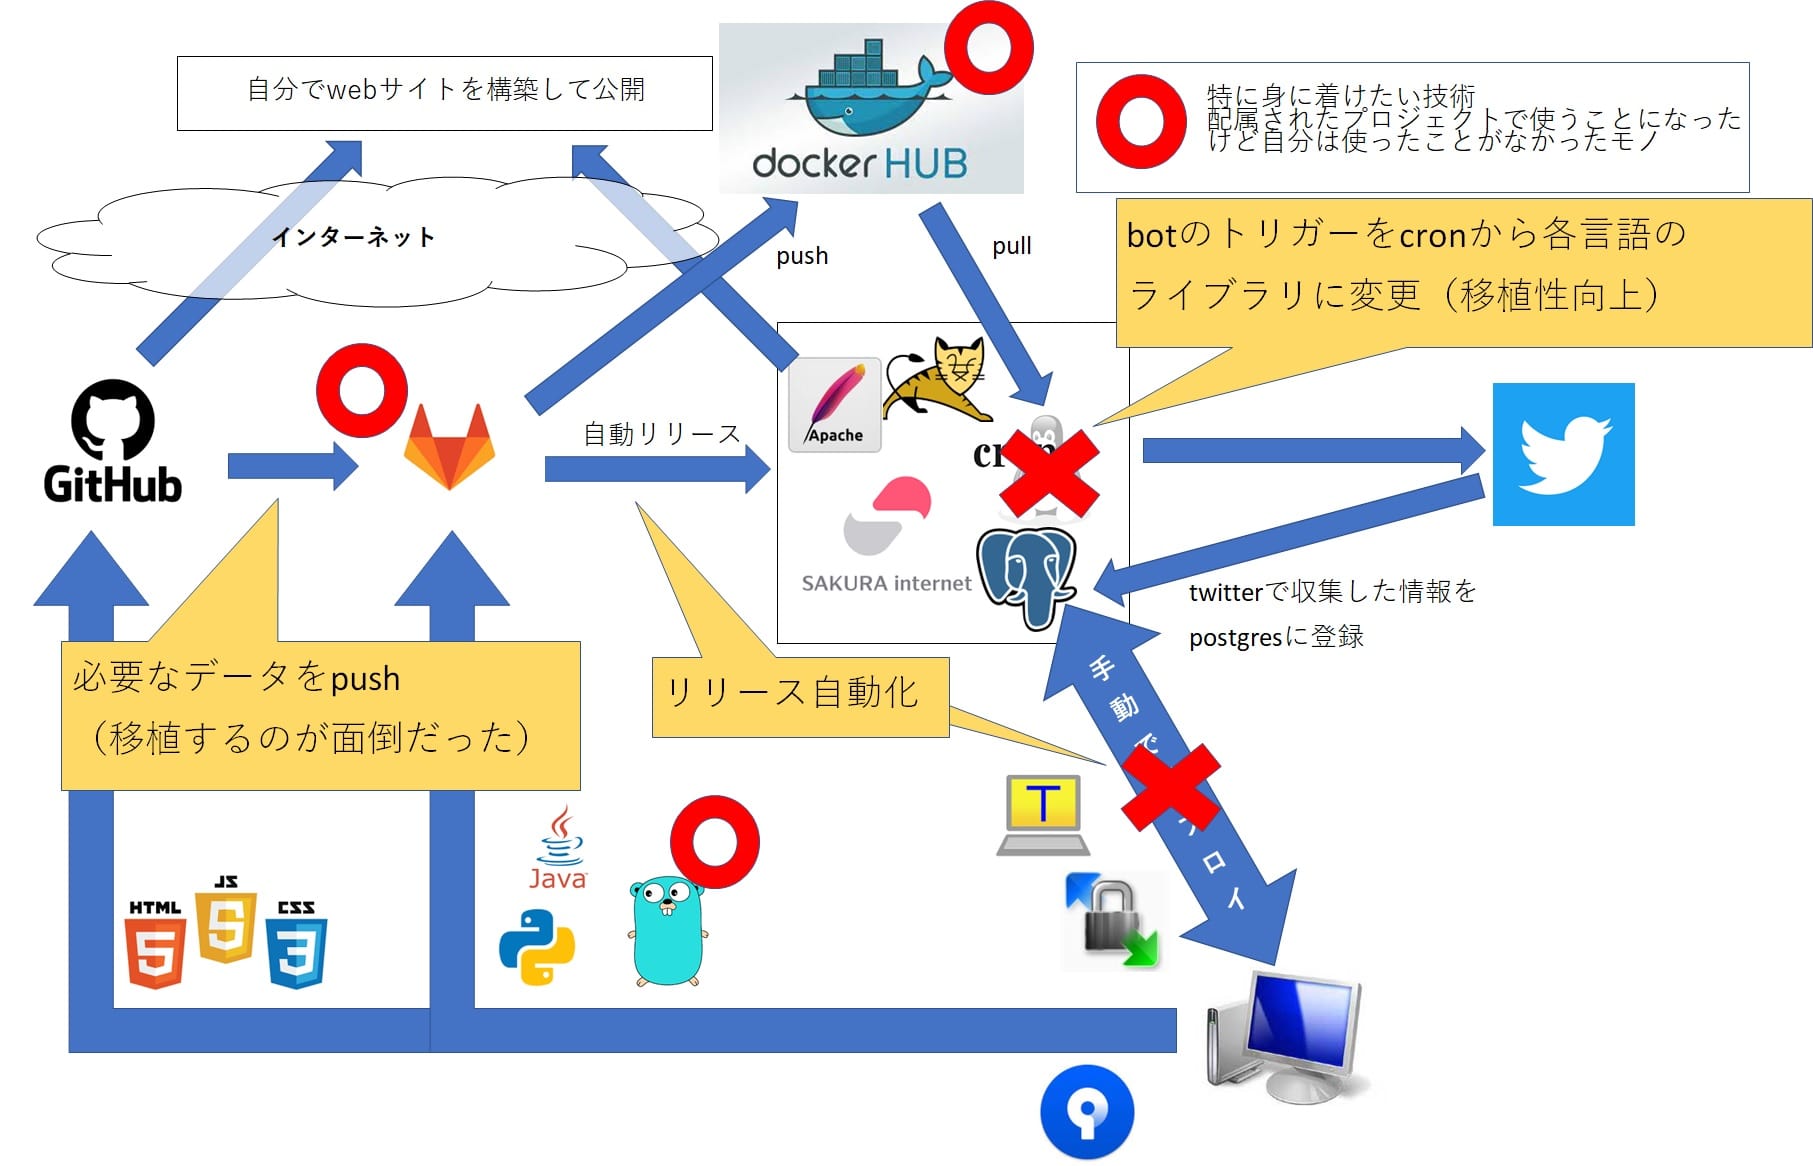 自分でwebサイトを構築して公開
docker HUB
特に身に着けたい技術
配属されたプロジェクトで使うことになった
けど自分は使ったことがなかったモノ
インターネット
push
pull
botのトリガーをcronから各言語の
ライブラリに変更（移植性向上）
GitHub
自動リリース
Apache
SAKURA internet
twitterで収集した情報を
postgresに登録
必要なデータをpush
（移植するのが面倒だった）
リリース自動化
手動で
ロイ
T
Java
HTML
5
JS
5
CSS
3